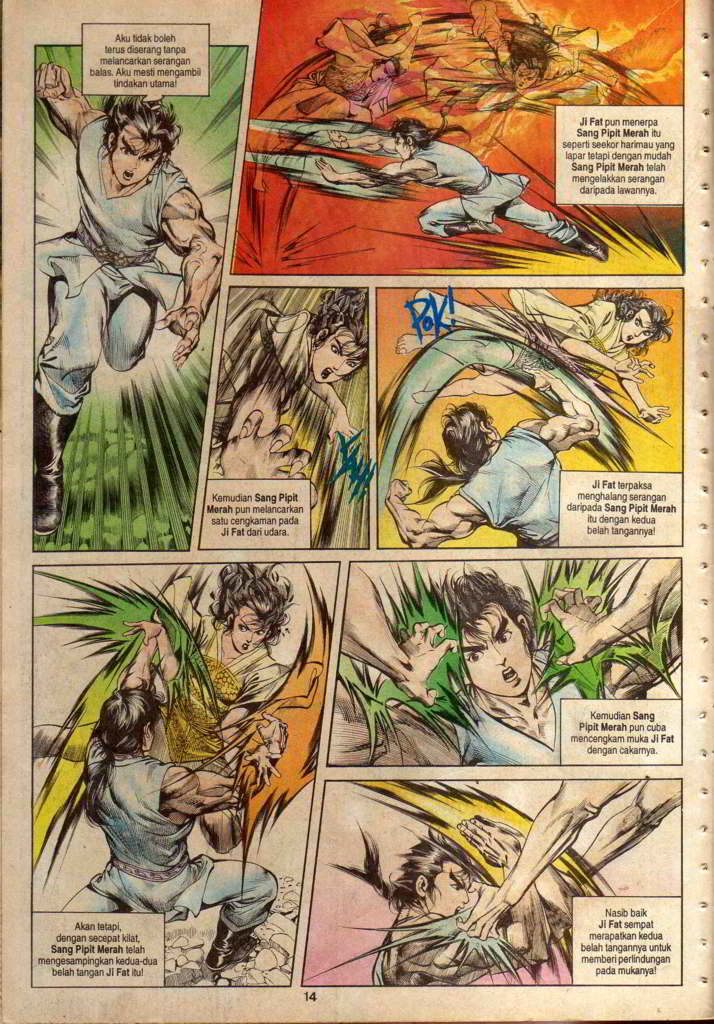 Aku tidak boleh
terus diserang tanpa
melancarkan serangan
balas. Aku mesti mengambil
tindakan utama!
Ji Fat pun menerpa
Sang Pipit Merah itu
seperti seekor harimau yang
lapar tetapi dengan mudah
Sang Pipit Merah telah
mengelakkan serangan
daripada lawannya.
Kemudian Sang Pipit
Merah pun melancarkan
satu cengkaman pada
Ji Fat dari udara.
POK!
Ji Fat terpaksa
menghalang serangan
daripada Sang Pipit Merah
itu dengan kedua
belah tangannya!
Akan tetapi,
dengan secepat kilat,
Sang Pipit Merah telah
mengesampingkan kedua-dua
belah tangan Ji Fat itu!
Kemudian Sang
Pipit Merah pun cuba
mencengkam muka Ji Fat
dengan cakarnya.
Nasib baik
Ji Fat sempat
merapatkan kedua
belah tangannya untuk
memberi perlindungan
pada mukanya!
14